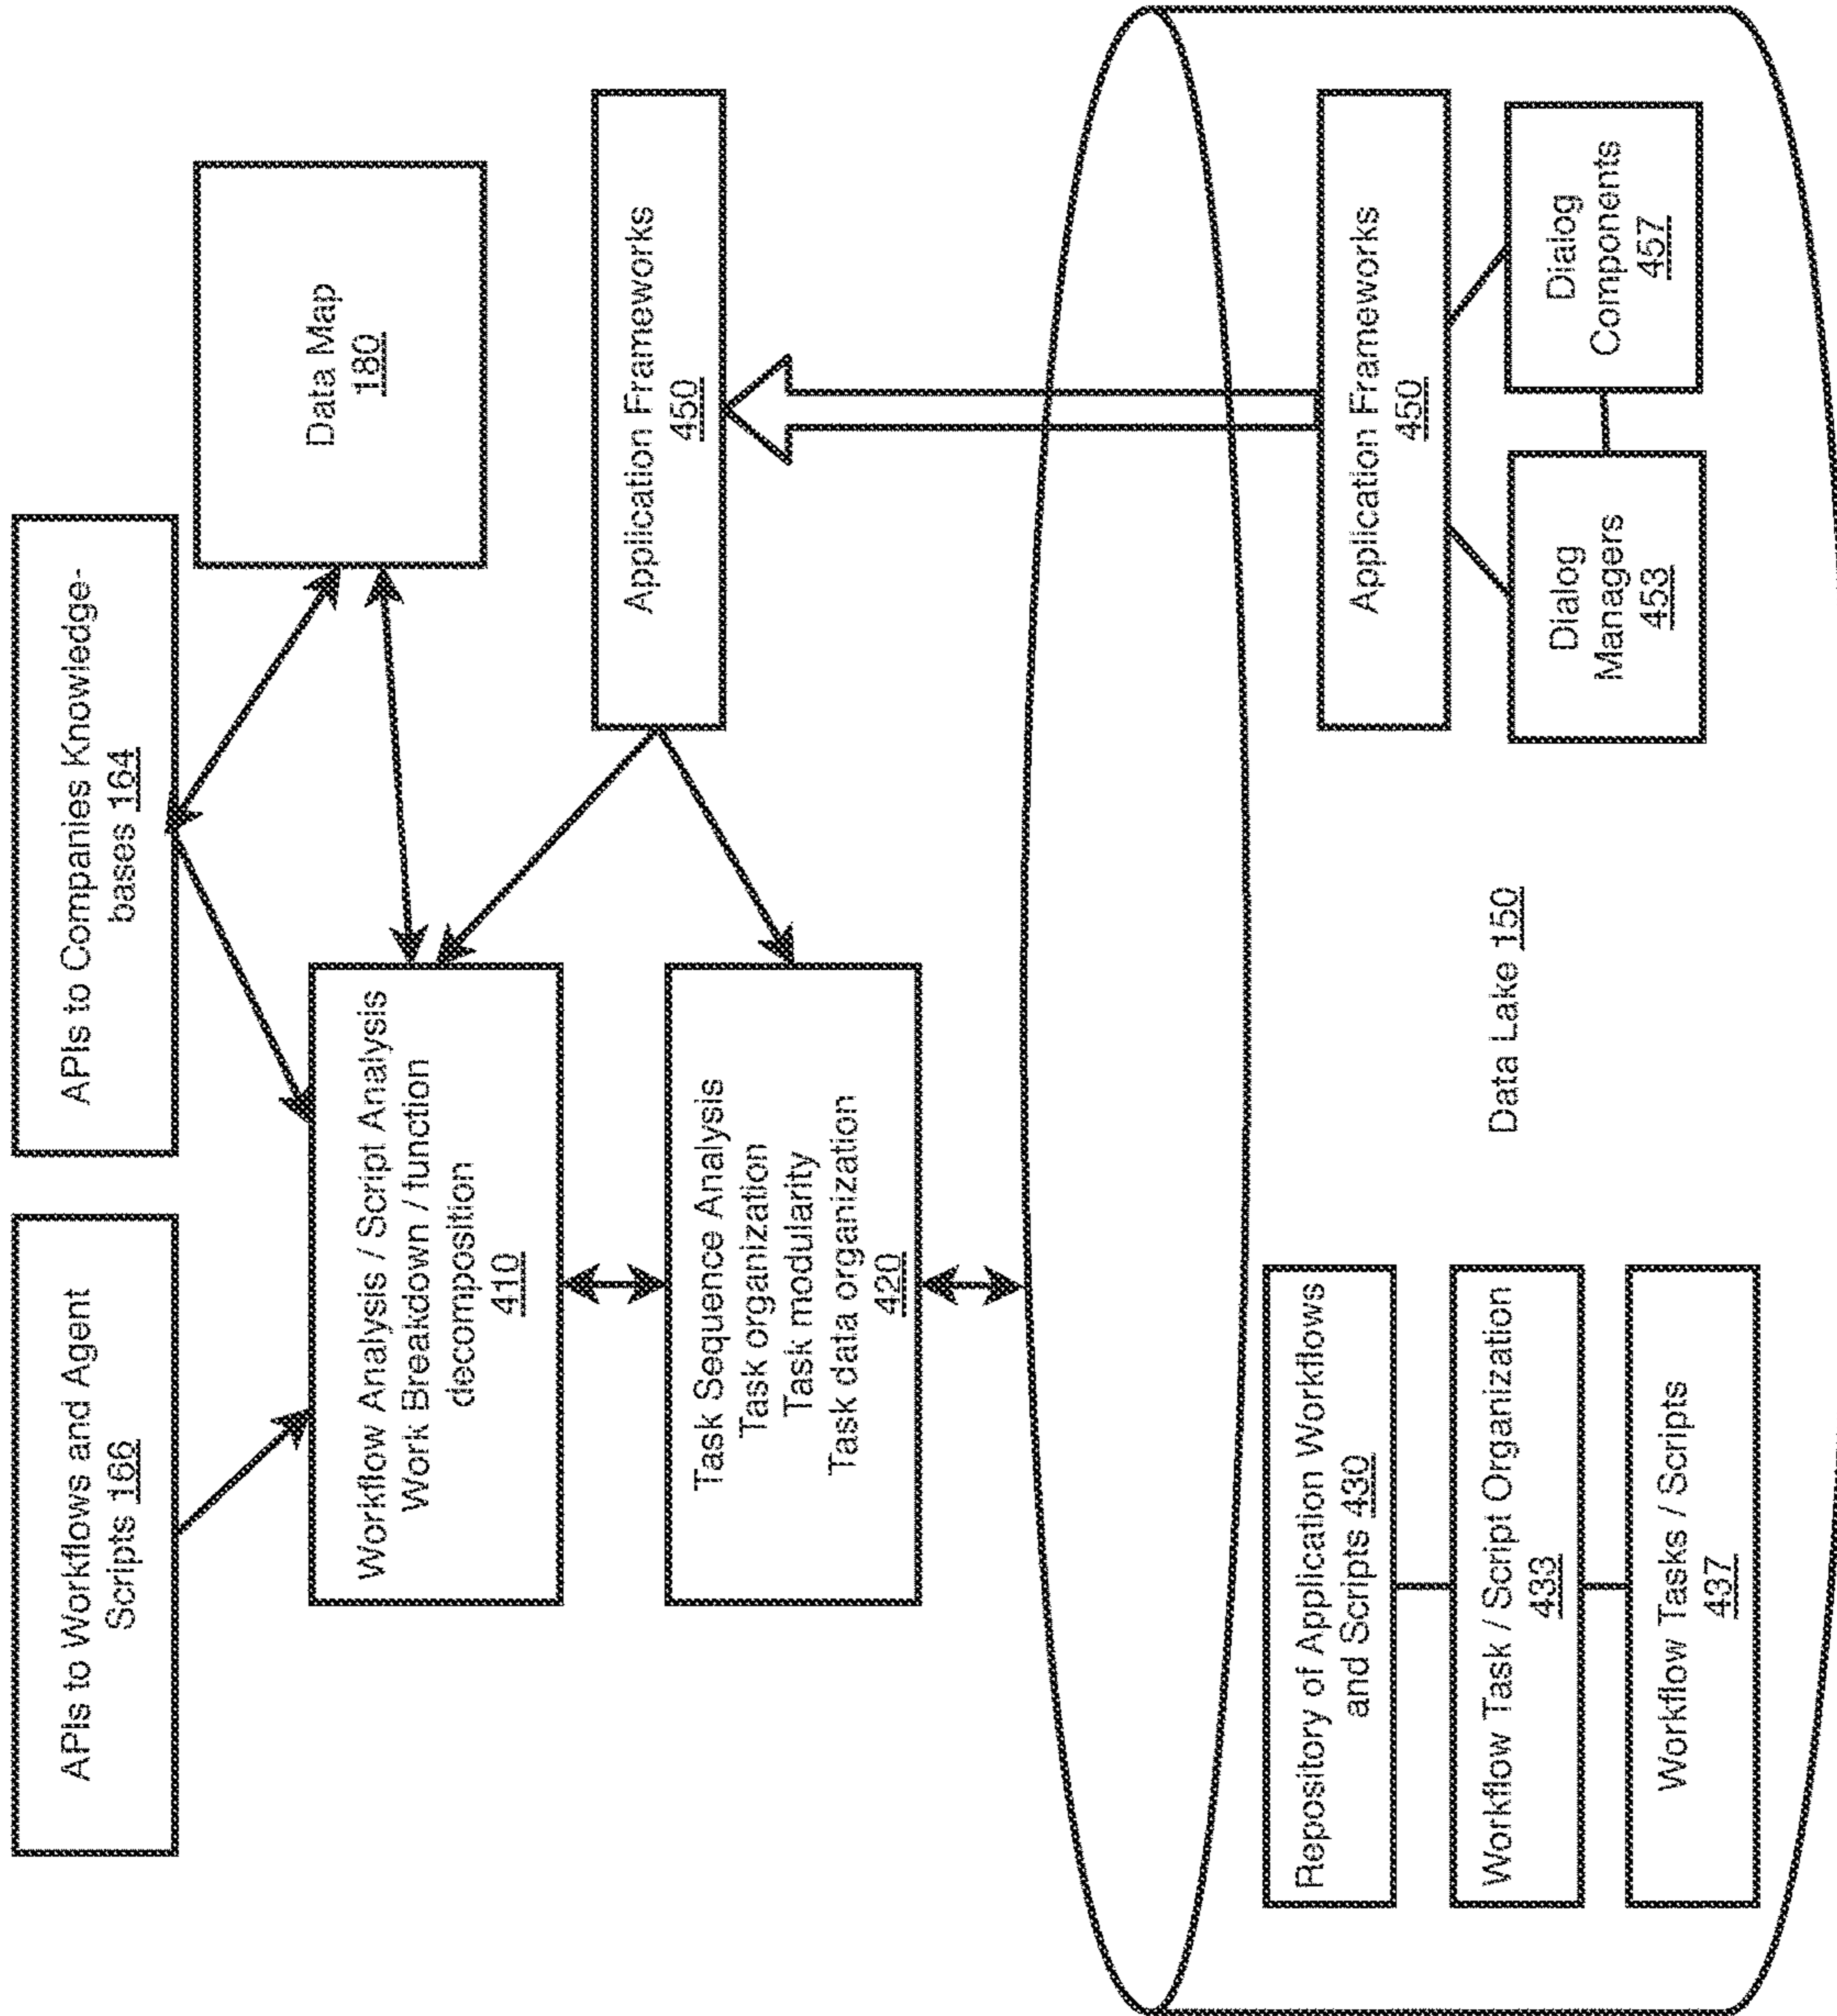 APIs to Workflows and Agent
Scripts 166
APIs to Companies Knowledge-
bases 164
Data Map
180
Workflow Analysis / Script Analysis
Work Breakdown / function
decomposition
410
Task Sequence Analysis
Task organization
Task modularity
Task data organization
420
Application Frameworks
450
Repository of Application Workflows
and Scripts 430
Workflow Task / Script Organization
433
Workflow Tasks / Scripts
437
Data Lake 150
Application Frameworks
450
Dialog
Managers
453
Dialog
Components
457